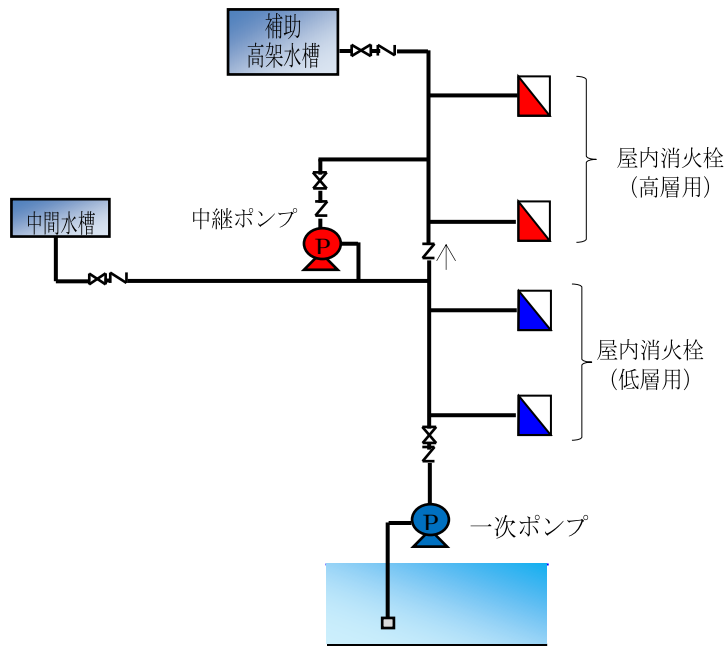 補助
高架水槽
屋内消火栓
（高層用）
中継ポンプ
中間水槽
P
屋内消火栓
（低層用）
P
一次ポンプ